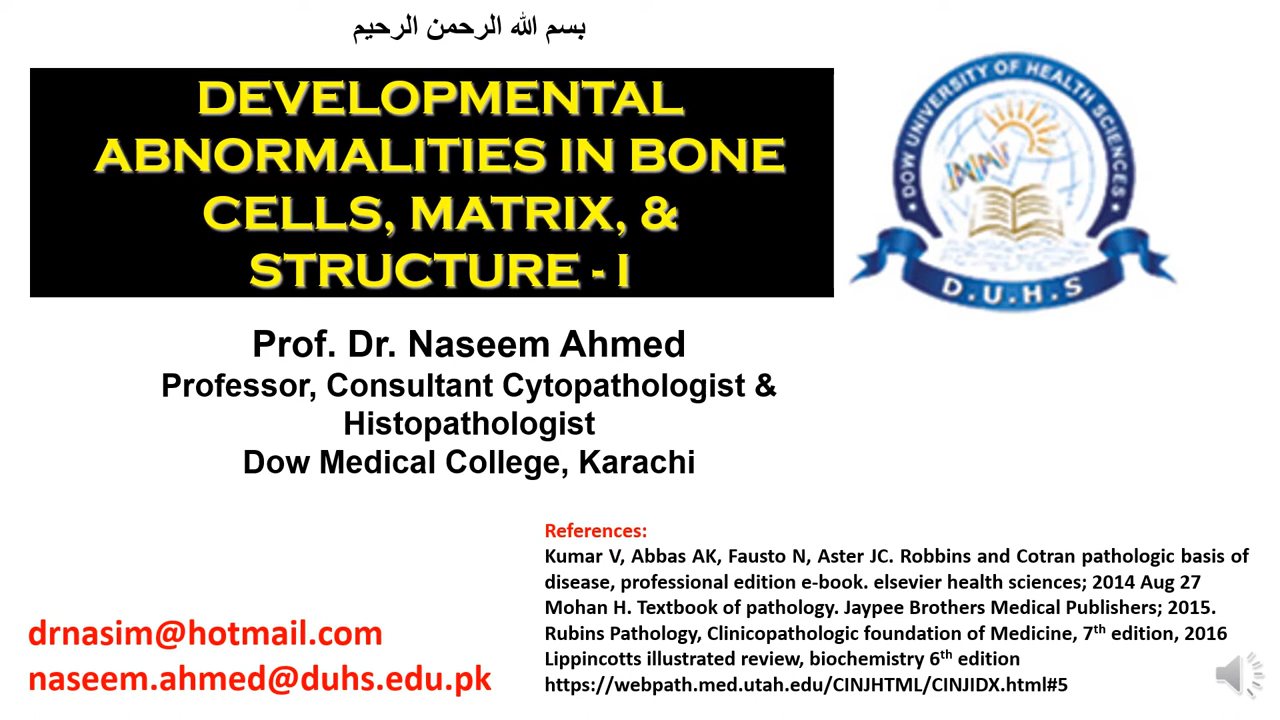 بسم الله الرحمن الرحيم
DEVELOPMENTAL
ABNORMALITIES IN BONE
CELLS, MATRIX, &
STRUCTURE - I
DOW UNIVERSITY OF HEALTH SCIENCES
D.U.H.S
Prof. Dr. Naseem Ahmed
Professor, Consultant Cytopathologist &
Histopathologist
Dow Medical College, Karachi
References:
Kumar V, Abbas AK, Fausto N, Aster JC. Robbins and Cotran pathologic basis of
disease, professional edition e-book. elsevier health sciences; 2014 Aug 27
Mohan H. Textbook of pathology. Jaypee Brothers Medical Publishers; 2015.
Rubins Pathology, Clinicopathologic foundation of Medicine, 7th edition, 2016
Lippincotts illustrated review, biochemistry 6th edition
https://webpath.med.utah.edu/CINJHTML/CINJIDX.html#5
drnasim@hotmail.com
naseem.ahmed@duhs.edu.pk